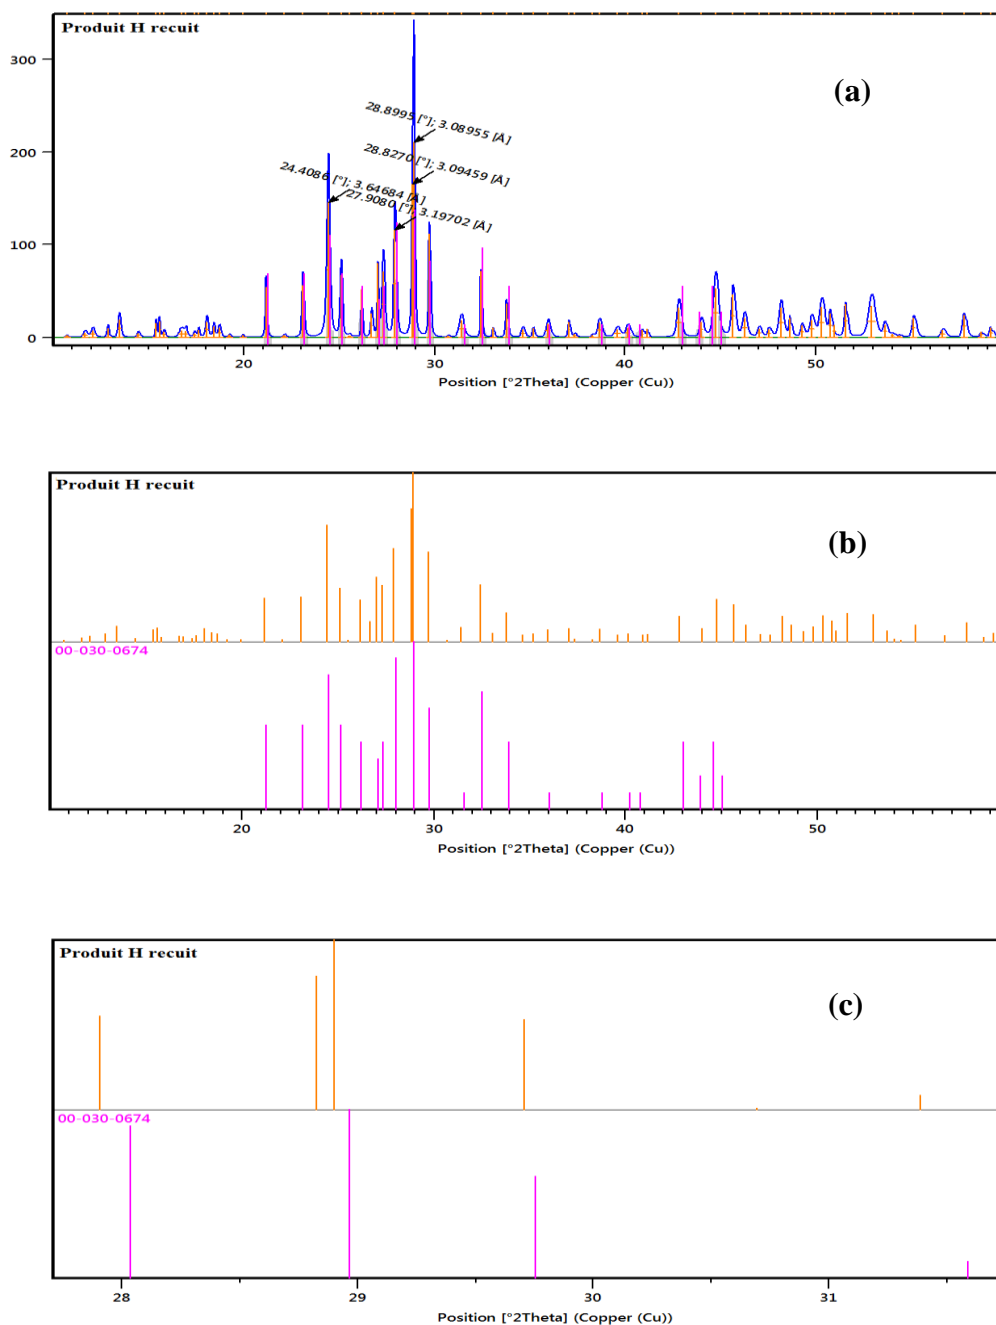 Produit H recuit
(a)
300
200
100
0
28.8995 [°]; 3.08955 [Å]
28.8270 [°]; 3.09459 [Å]
24.4086 [°]; 3.64684 [Å]
27.9080 [°]; 3.19702 [Å]
20 30 40 50
Position [°2Theta] (Copper (Cu))
Produit H recuit
(b)
00-030-0674
20 30 40 50
Position [°2Theta] (Copper (Cu))
Produit H recuit
(c)
00-030-0674
28 29 30 31
Position [°2Theta] (Copper (Cu))